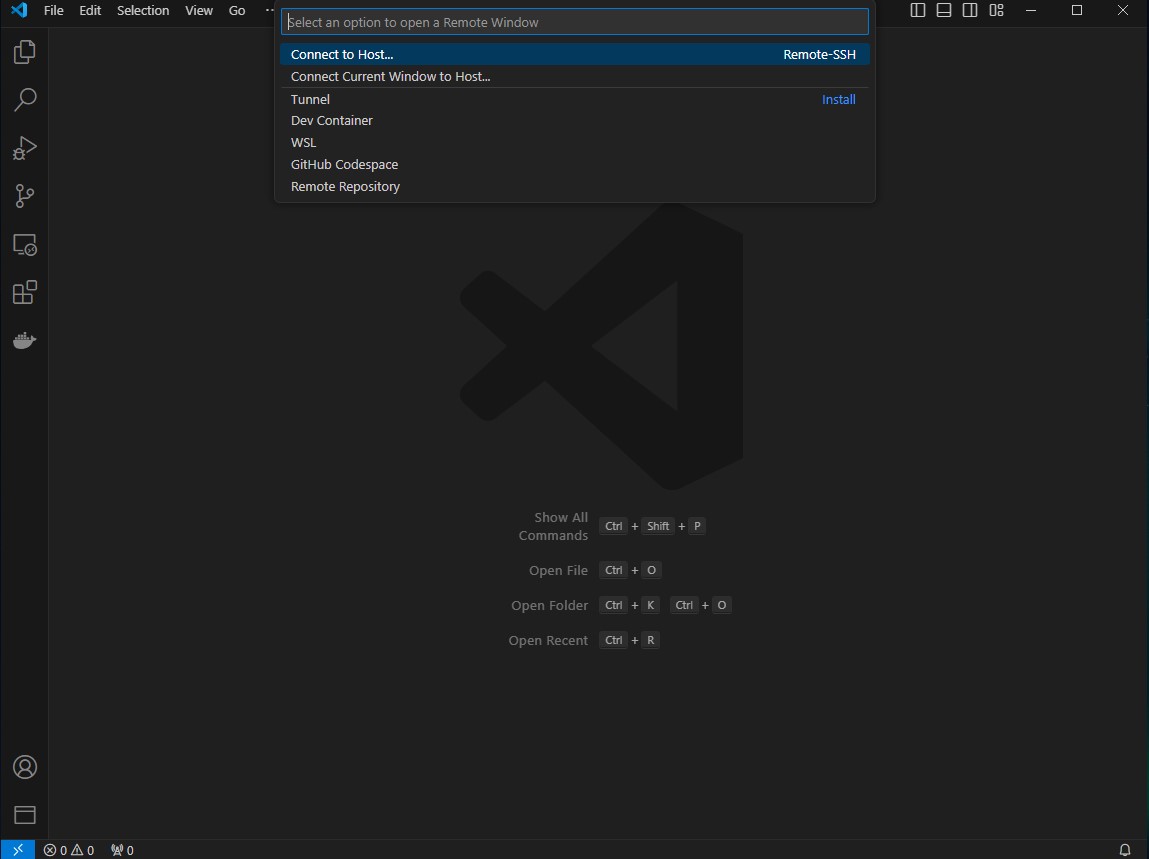 File Edit Selection View Go ···
Select an option to open a Remote Window
Connect to Host... Remote-SSH
Connect Current Window to Host...
Tunnel Install
Dev Container
WSL
GitHub Codespace
Remote Repository
Show All
Commands Ctrl + Shift + P
Open File Ctrl + O
Open Folder Ctrl + K Ctrl + O
Open Recent Ctrl + R
0 0 0